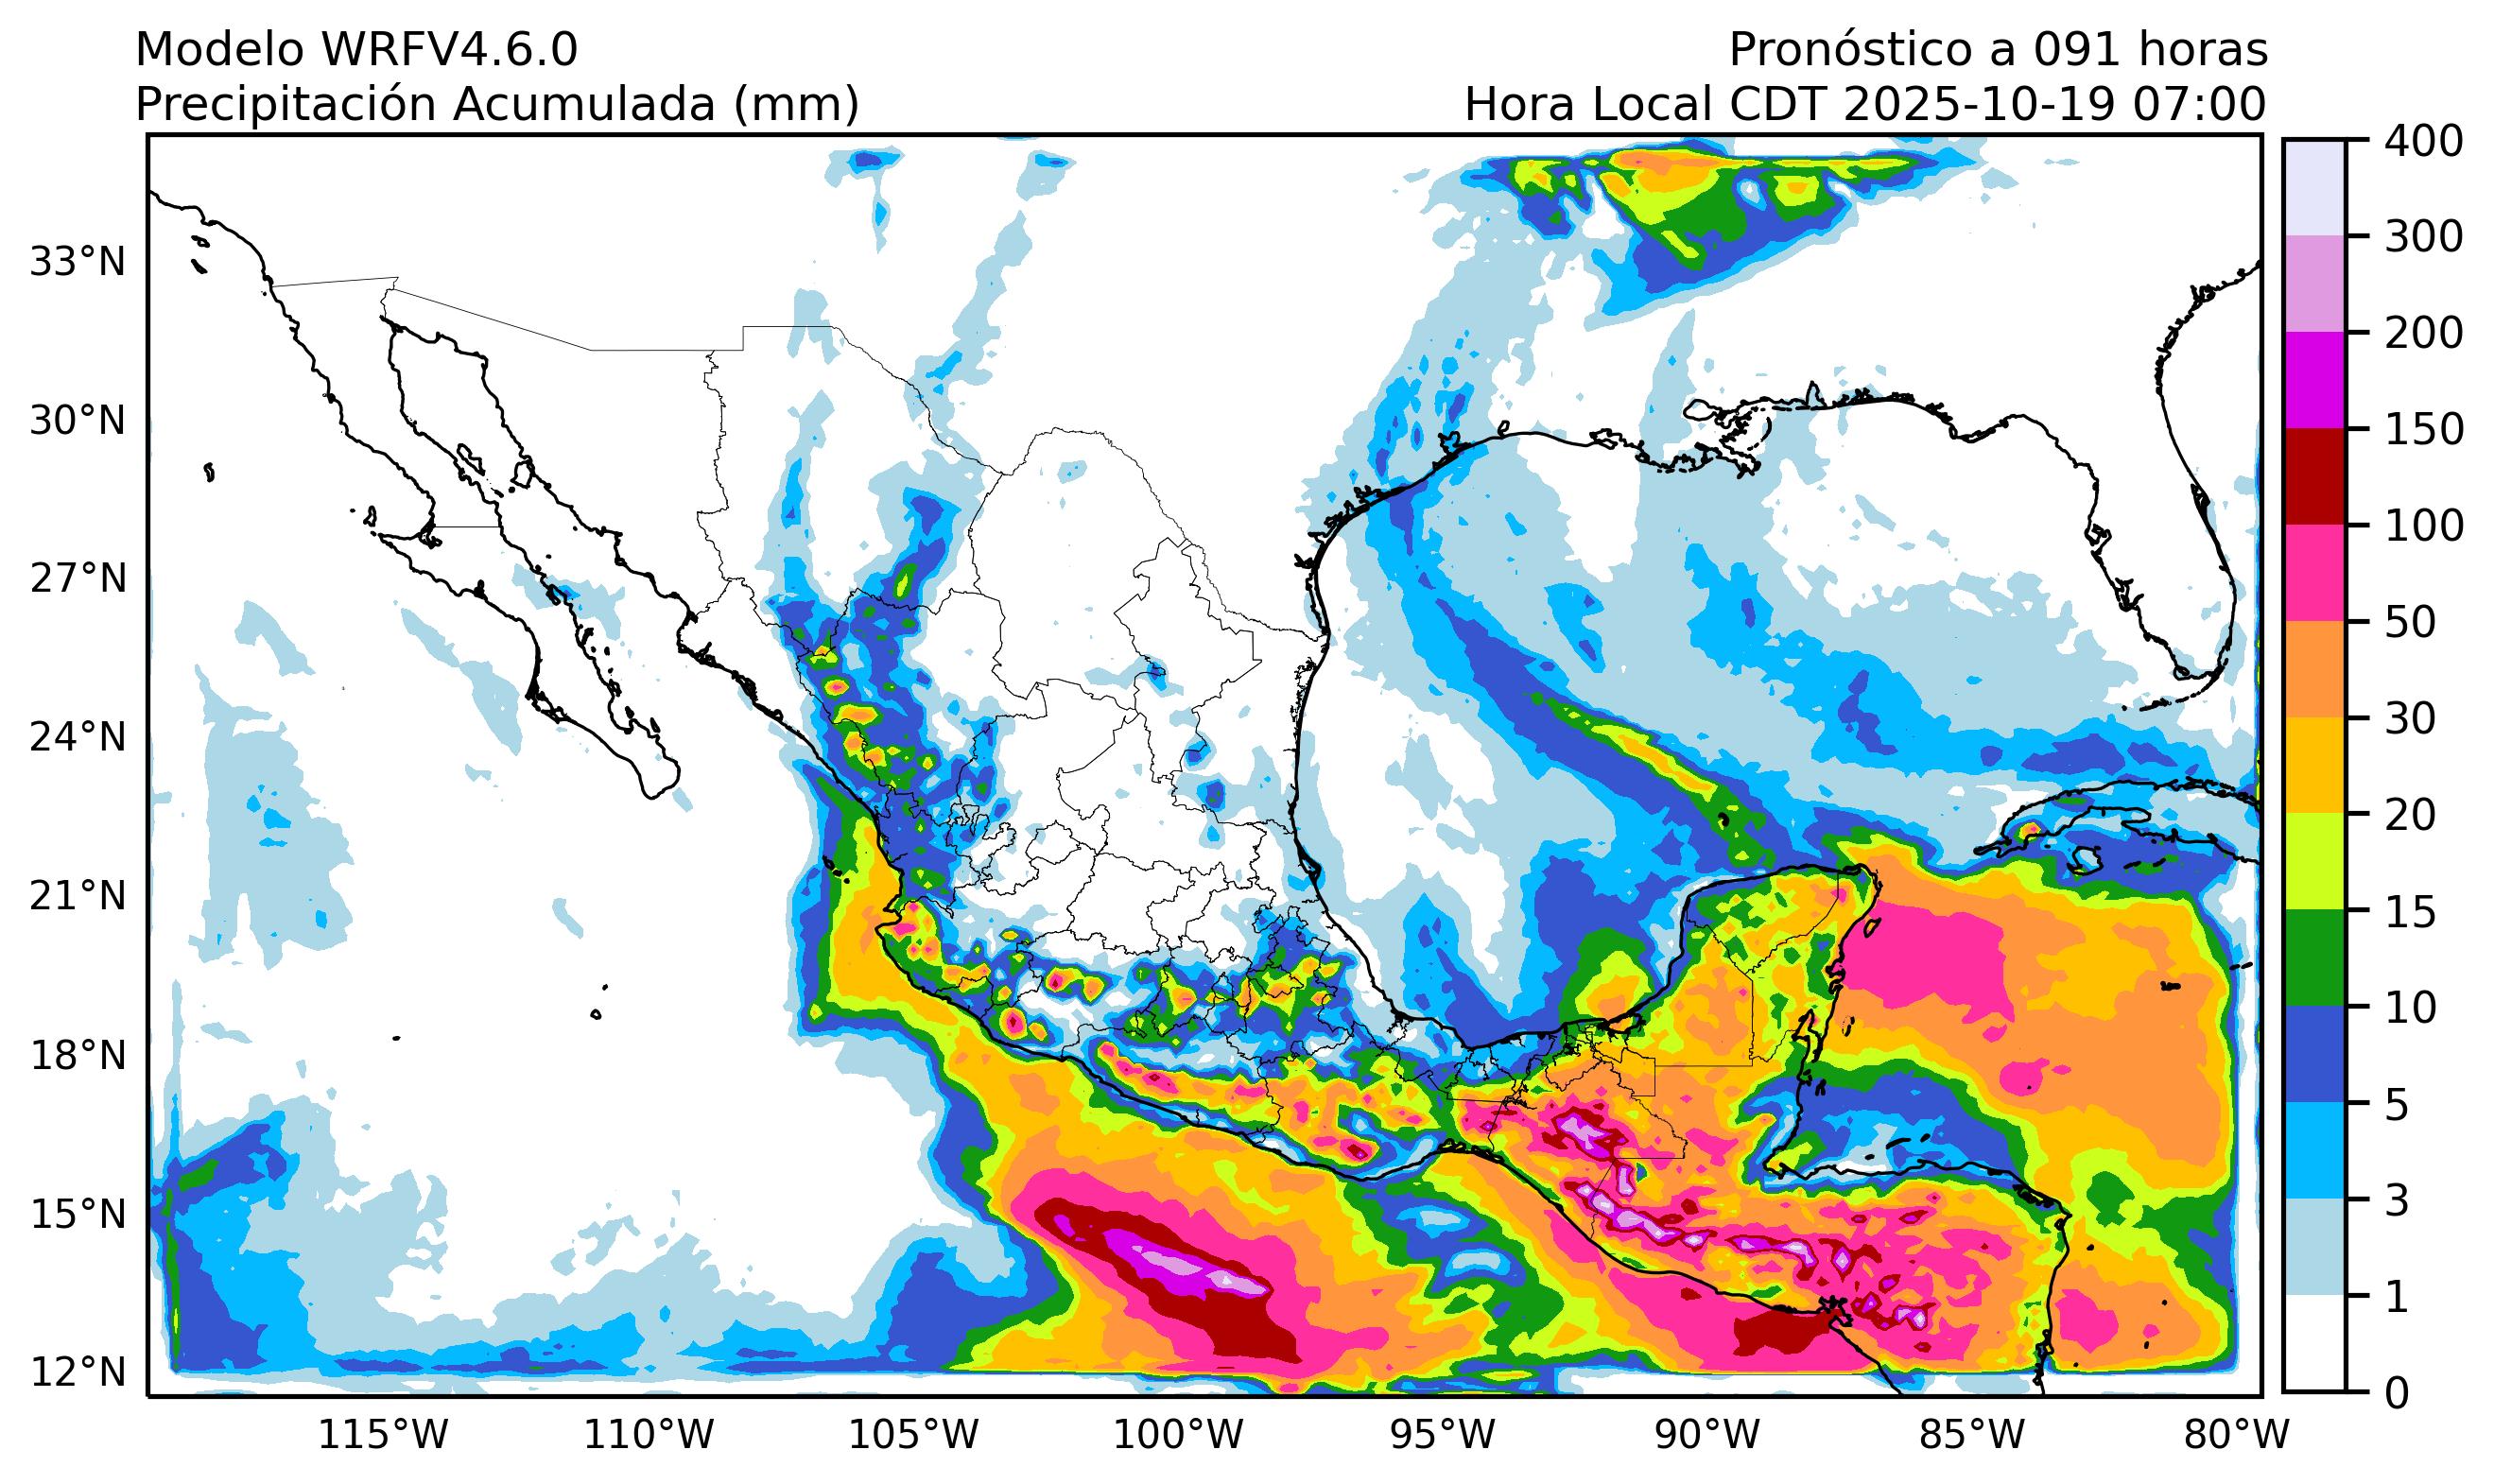 Modelo WRFV4.6.0
Pronóstico a 091 horas
Precipitación Acumulada (mm)
Hora Local CDT 2025-10-19 07:00
33°N
30°N
27°N
24°N
21°N
18°N
15°N
12°N
115°W
110°W
105°W
100°W
95°W
90°W
85°W
80°W
400
300
200
150
100
50
30
20
15
10
5
3
1
0